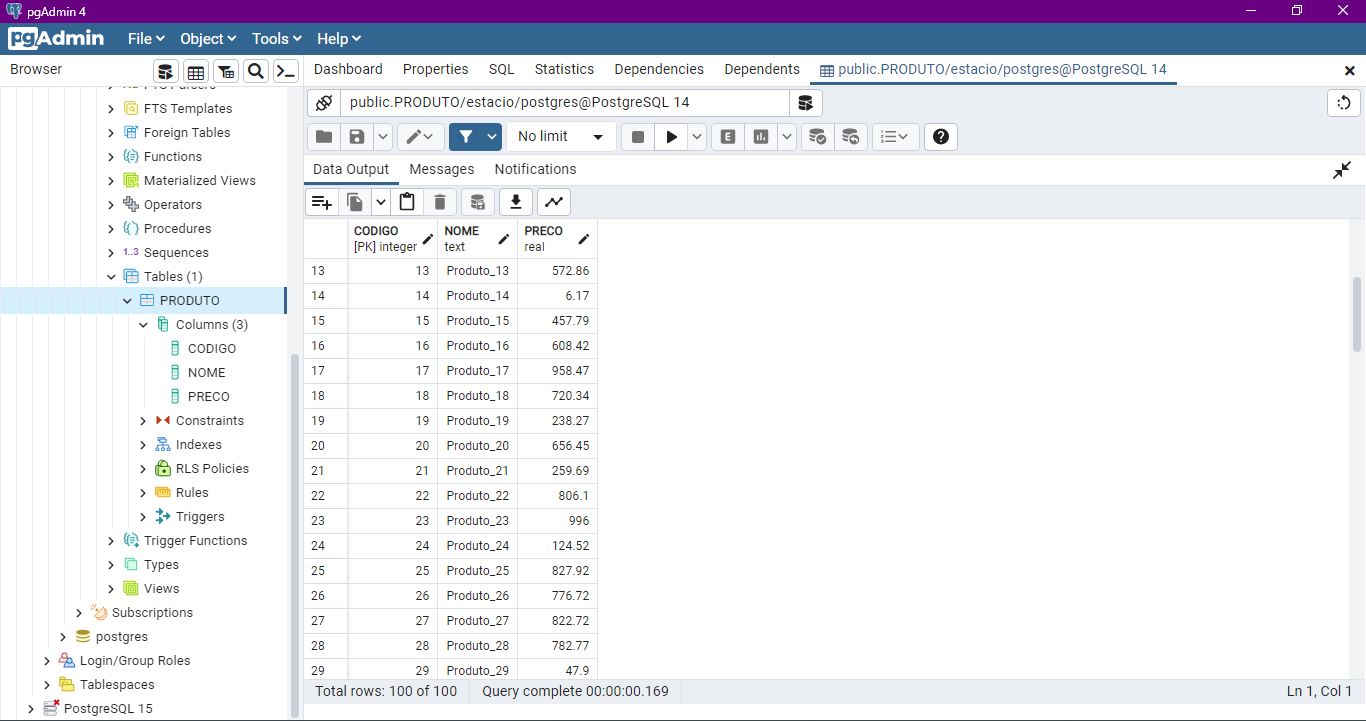 pgAdmin 4
pgAdmin File Object Tools Help
Browser
Dashboard Properties SQL Statistics Dependencies Dependents public.PRODUTO/estacio/postgres@PostgreSQL 14
FTS Parsers
FTS Templates
Foreign Tables
Functions
Materialized Views
Operators
Procedures
1..3 Sequences
Tables (1)
PRODUTO
Columns (3)
CODIGO
NOME
PRECO
Constraints
Indexes
RLS Policies
Rules
Triggers
Trigger Functions
Types
Views
Subscriptions
postgres
Login/Group Roles
Tablespaces
PostgreSQL 15
public.PRODUTO/estacio/postgres@PostgreSQL 14
No limit E
Data Output Messages Notifications
CODIGO NOME PRECO
[PK] integer text real
13 13 Produto_13 572.86
14 14 Produto_14 6.17
15 15 Produto_15 457.79
16 16 Produto_16 608.42
17 17 Produto_17 958.47
18 18 Produto_18 720.34
19 19 Produto_19 238.27
20 20 Produto_20 656.45
21 21 Produto_21 259.69
22 22 Produto_22 806.1
23 23 Produto_23 996
24 24 Produto_24 124.52
25 25 Produto_25 827.92
26 26 Produto_26 776.72
27 27 Produto_27 822.72
28 28 Produto_28 782.77
29 29 Produto_29 47.9
Total rows: 100 of 100 Query complete 00:00:00.169 Ln 1, Col 1